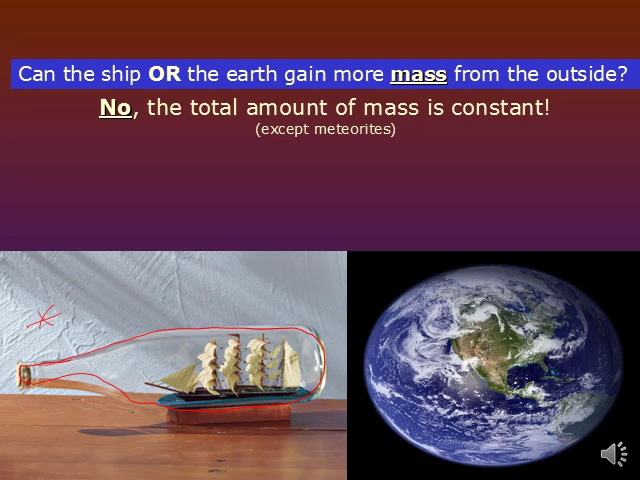 Can the ship OR the earth gain more mass from the outside?
No, the total amount of mass is constant!
(except meteorites)